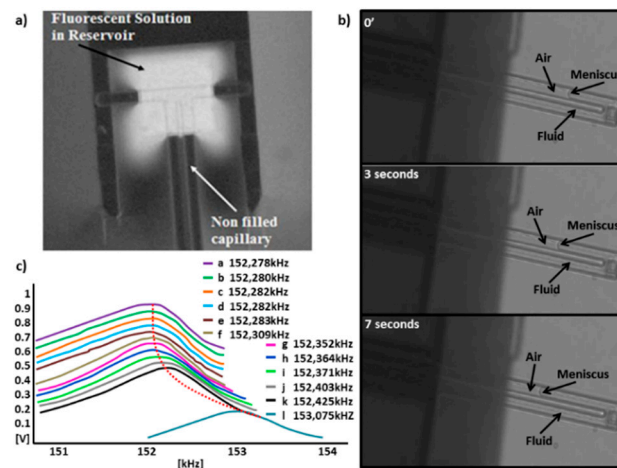 a)
Fluorescent Solution
in Reservoir
Non filled
capillary
b)
0'
Air
Meniscus
Fluid
3 seconds
Air
Meniscus
Fluid
7 seconds
Air
Meniscus
Fluid
c)
a 152,278kHz
b 152,280kHz
c 152,282kHz
d 152,282kHz
e 152,283kHz
f 152,309kHz
g 152,352kHz
h 152,364kHz
i 152,371kHz
j 152,403kHz
k 152,425kHz
l 153,075kHZ
1
0.9
0.8
0.7
0.6
0.5
0.4
0.3
0.2
0.1
[V]
151 152 153 154
[kHz]